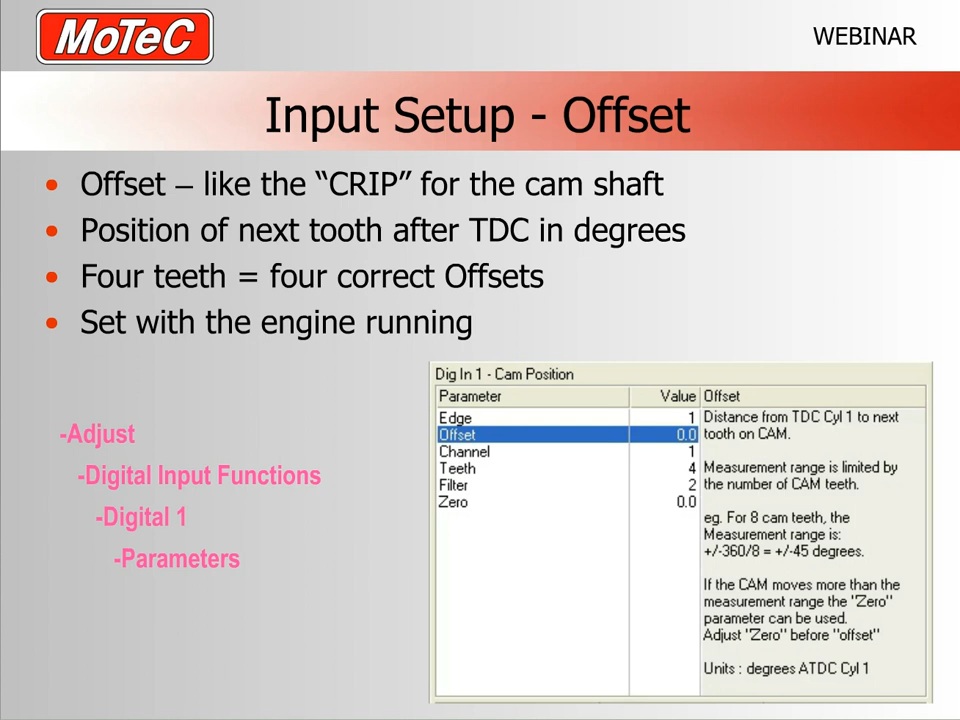 MoTeC
WEBINAR
Input Setup - Offset
• Offset – like the “CRIP” for the cam shaft
• Position of next tooth after TDC in degrees
• Four teeth = four correct Offsets
• Set with the engine running
-Adjust
-Digital Input Functions
-Digital 1
-Parameters
Dig In 1 - Cam Position
Parameter Value Offset
Edge 1
Offset 0.0
Channel 1
Teeth 4
Filter 2
Zero 0.0
Distance from TDC Cyl 1 to next
tooth on CAM.
Measurement range is limited by
the number of CAM teeth.
eg. For 8 cam teeth, the
Measurement range is:
+/-360/8 = +/-45 degrees.
If the CAM moves more than the
measurement range the "Zero"
parameter can be used.
Adjust "Zero" before "offset"
Units : degrees ATDC Cyl 1